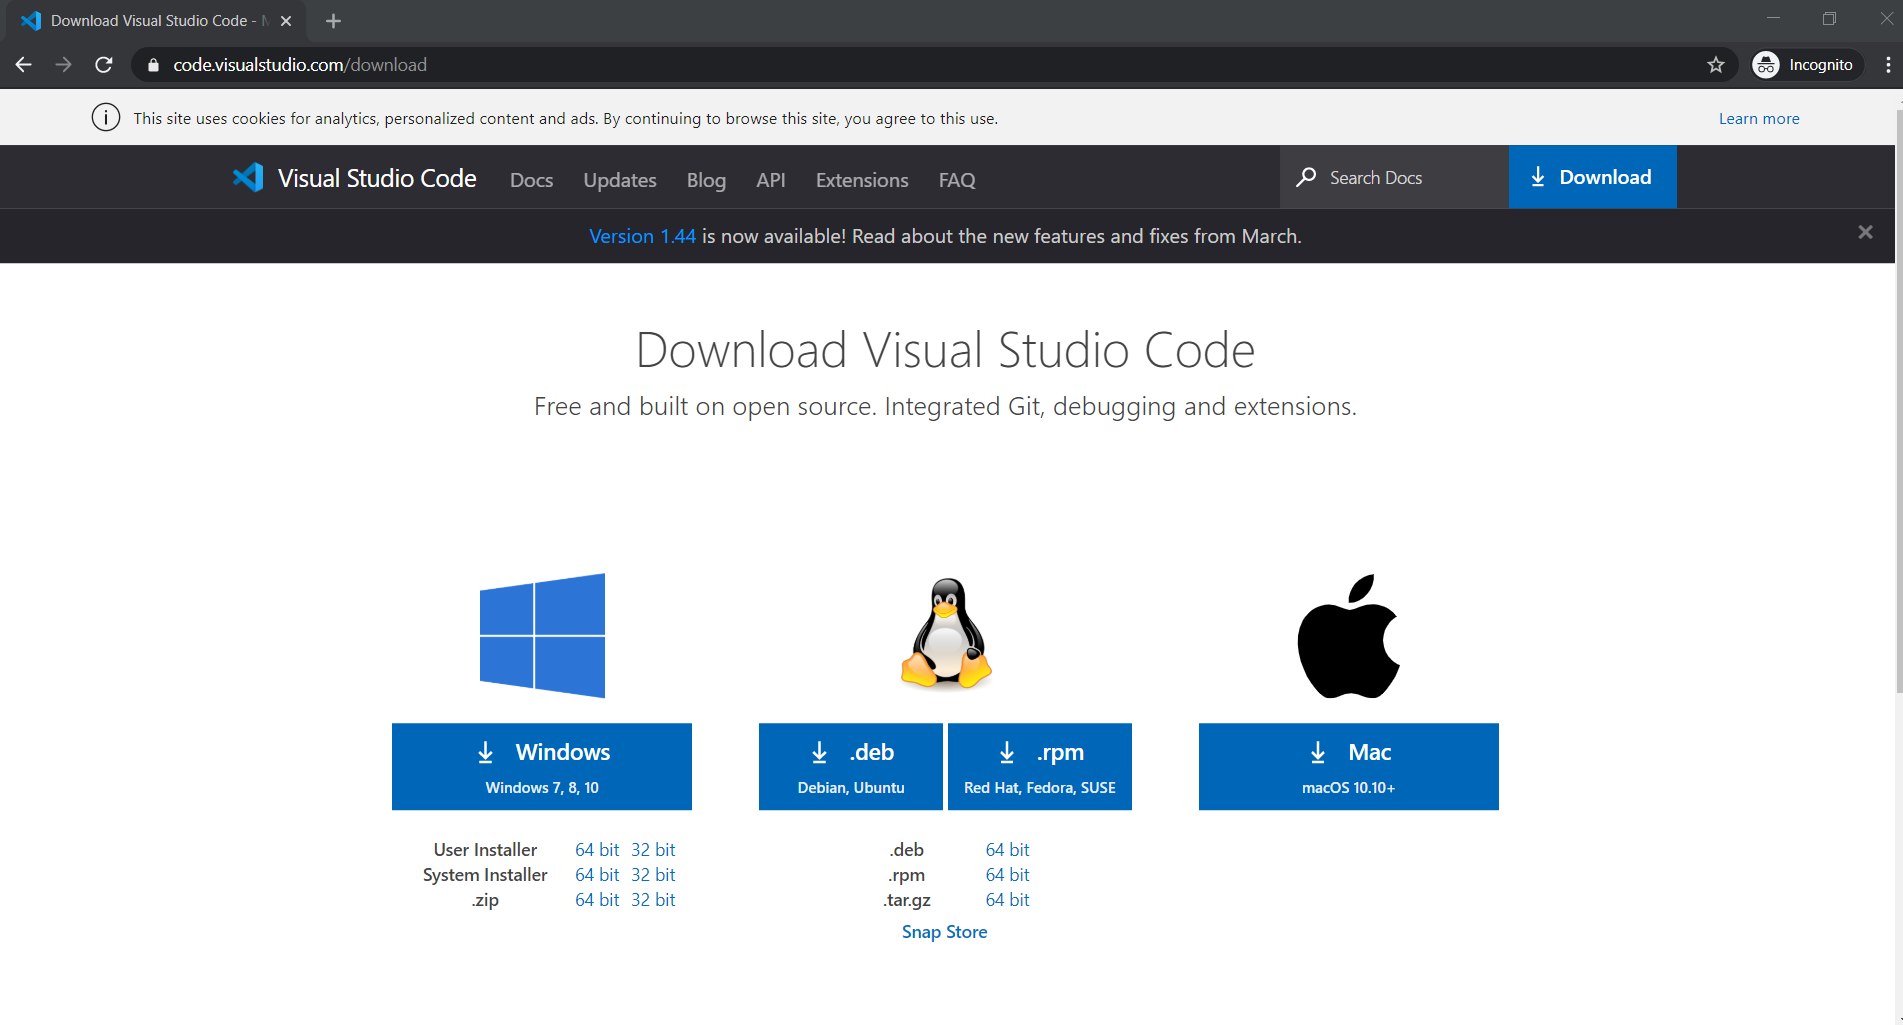 Download Visual Studio Code - M
code.visualstudio.com/download
Incognito
This site uses cookies for analytics, personalized content and ads. By continuing to browse this site, you agree to this use.
Learn more
Visual Studio Code
Docs
Updates
Blog
API
Extensions
FAQ
Search Docs
Download
Version 1.44 is now available! Read about the new features and fixes from March.
Download Visual Studio Code
Free and built on open source. Integrated Git, debugging and extensions.
Windows
Windows 7, 8, 10
User Installer 64 bit 32 bit
System Installer 64 bit 32 bit
.zip 64 bit 32 bit
.deb
Debian, Ubuntu
.rpm
Red Hat, Fedora, SUSE
.deb 64 bit
.rpm 64 bit
.tar.gz 64 bit
Snap Store
Mac
macOS 10.10+